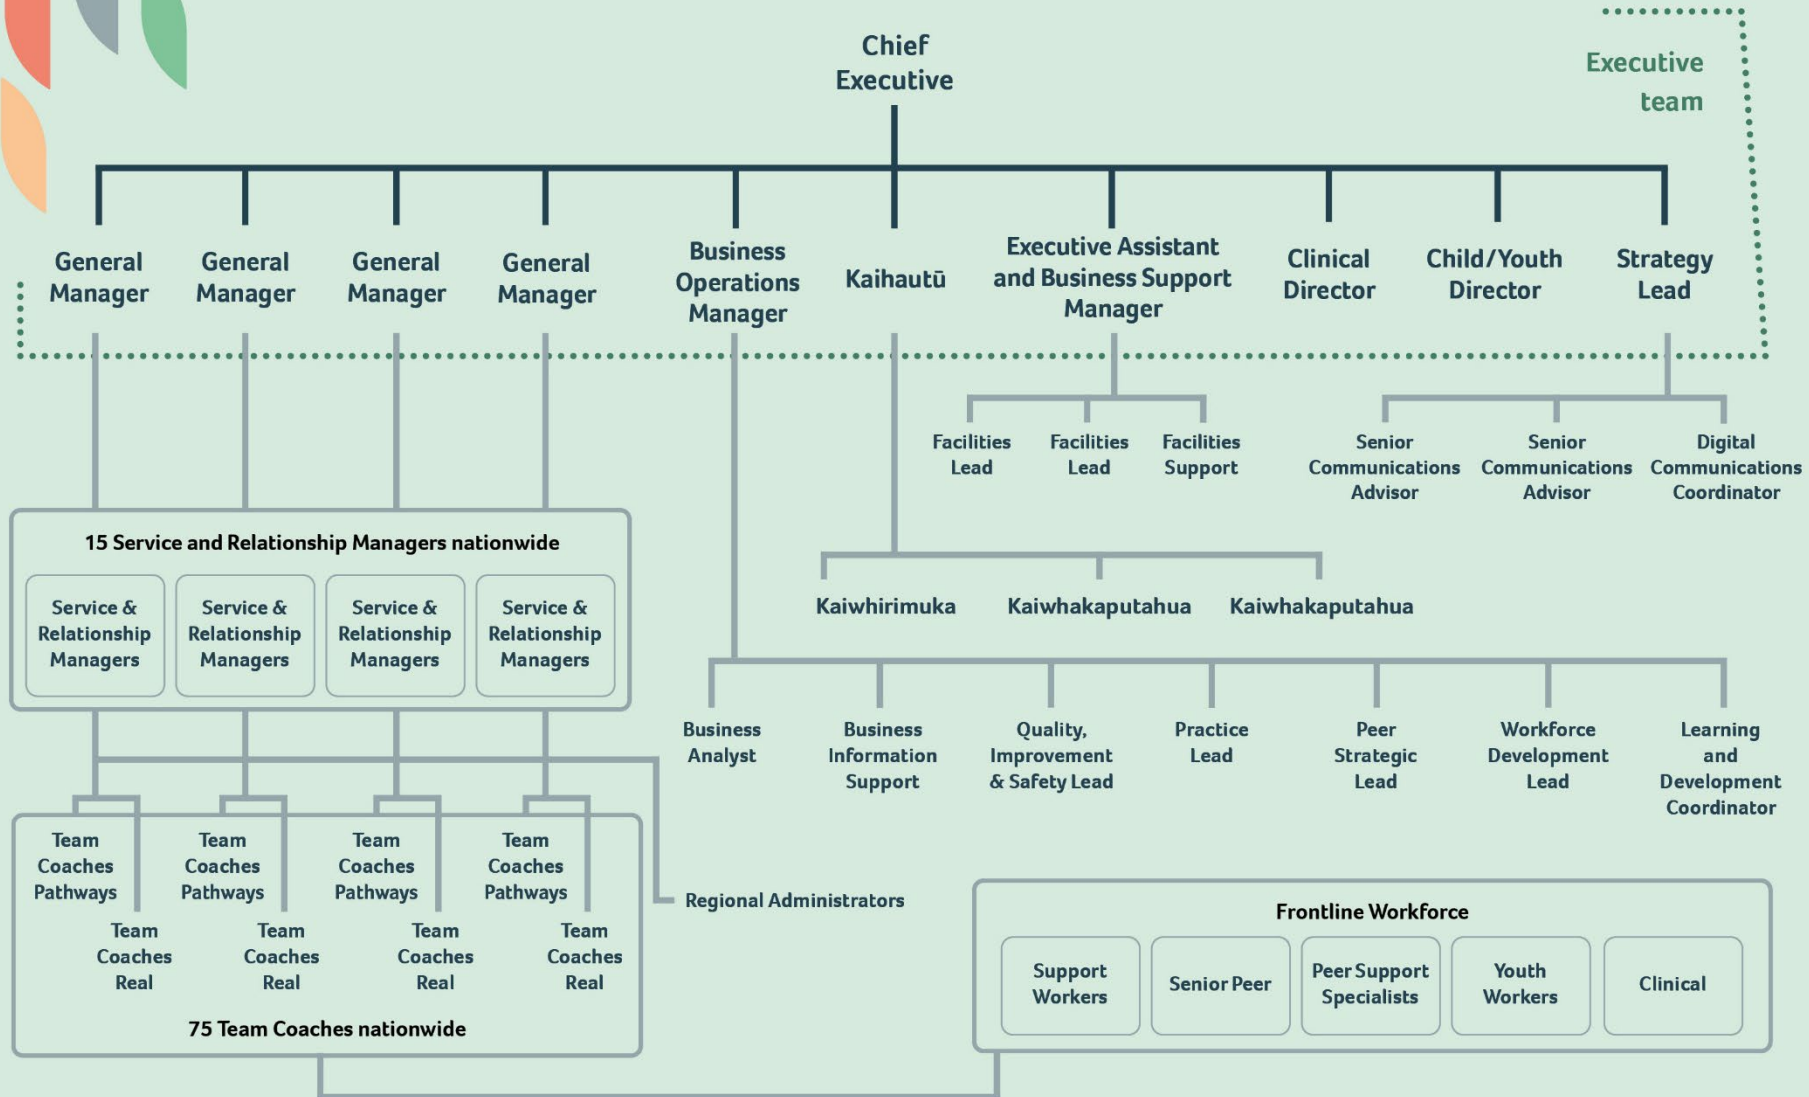 Chief
Executive
Executive
team
General
Manager
General
Manager
General
Manager
General
Manager
Business
Operations
Manager
Kaihautū
Executive Assistant
and Business Support
Manager
Clinical
Director
Child/Youth
Director
Strategy
Lead
Facilities
Lead
Facilities
Lead
Facilities
Support
Senior
Communications
Advisor
Senior
Communications
Advisor
Digital
Communications
Coordinator
15 Service and Relationship Managers nationwide
Service &
Relationship
Managers
Service &
Relationship
Managers
Service &
Relationship
Managers
Service &
Relationship
Managers
Kaiwhirimuka
Kaiwhakaputahua
Kaiwhakaputahua
Business
Analyst
Business
Information
Support
Quality,
Improvement
& Safety Lead
Practice
Lead
Peer
Strategic
Lead
Workforce
Development
Lead
Learning
and
Development
Coordinator
Team
Coaches
Pathways
Team
Coaches
Pathways
Team
Coaches
Pathways
Team
Coaches
Pathways
Team
Coaches
Real
Team
Coaches
Real
Team
Coaches
Real
Team
Coaches
Real
75 Team Coaches nationwide
Regional Administrators
Frontline Workforce
Support
Workers
Senior Peer
Peer Support
Specialists
Youth
Workers
Clinical